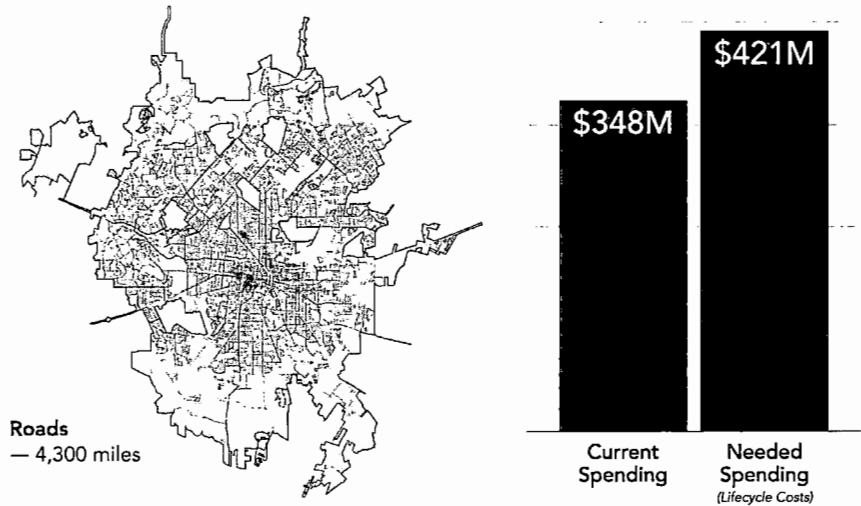 $348M
$421M
Roads
— 4,300 miles
Current
Spending
Needed
Spending
(Lifecycle Costs)